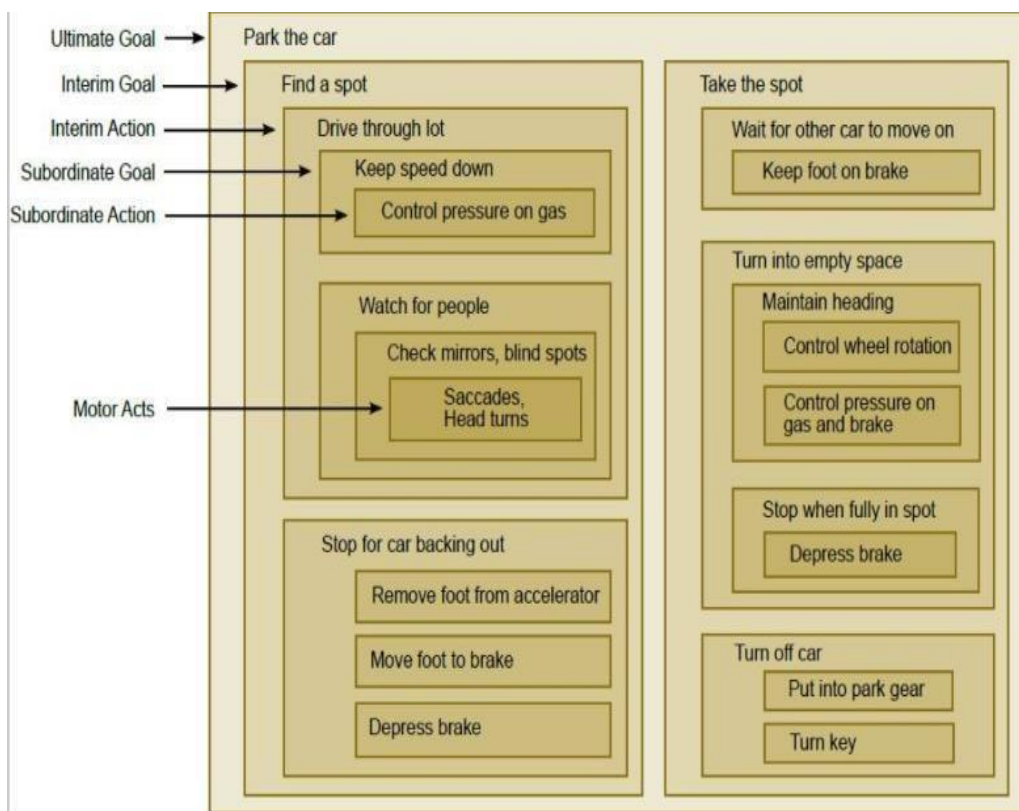 Ultimate Goal
Interim Goal
Interim Action
Subordinate Goal
Subordinate Action
Motor Acts
Park the car
Find a spot
Drive through lot
Keep speed down
Control pressure on gas
Watch for people
Check mirrors, blind spots
Saccades,
Head turns
Stop for car backing out
Remove foot from accelerator
Move foot to brake
Depress brake
Take the spot
Wait for other car to move on
Keep foot on brake
Turn into empty space
Maintain heading
Control wheel rotation
Control pressure on
gas and brake
Stop when fully in spot
Depress brake
Turn off car
Put into park gear
Turn key